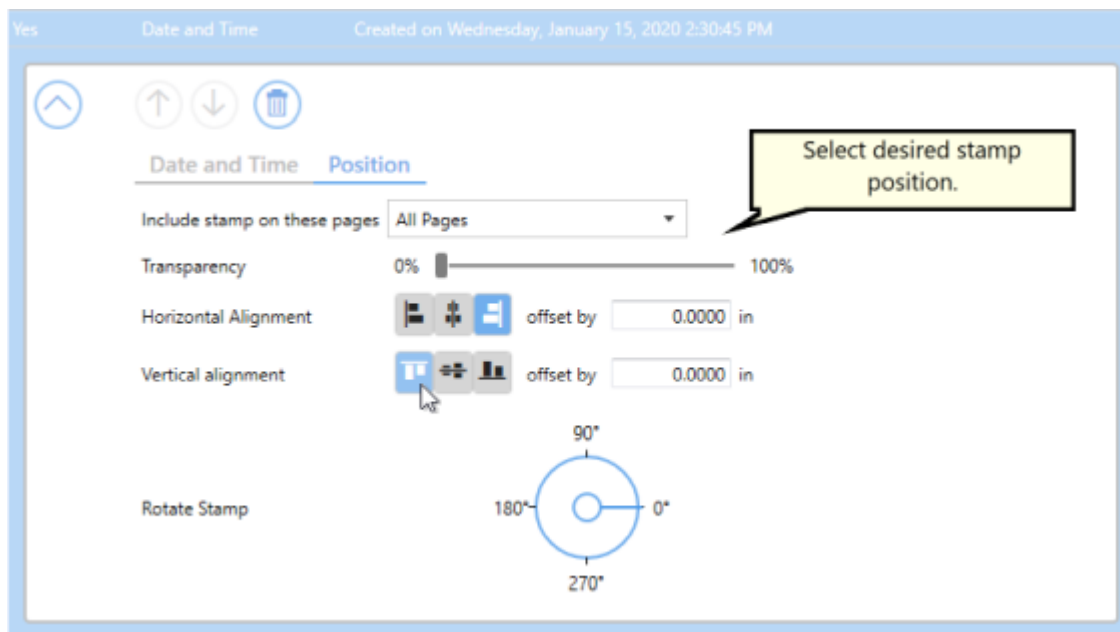 Yes Date and Time Created on Wednesday, January 15, 2020 2:30:45 PM
Select desired stamp
position.
Date and Time Position
Include stamp on these pages All Pages
Transparency 0% 100%
Horizontal Alignment offset by 0.0000 in
Vertical alignment offset by 0.0000 in
90°
Rotate Stamp 180° 0°
270°